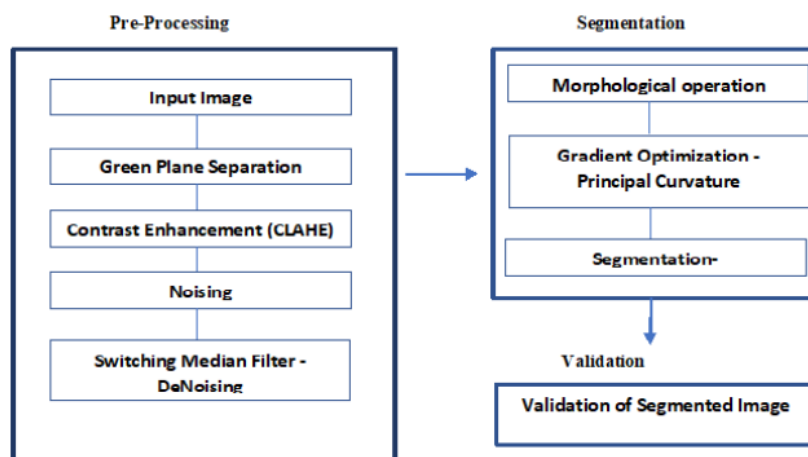 Pre-Processing
Input Image
Green Plane Separation
Contrast Enhancement (CLAHE)
Noising
Switching Median Filter -
DeNoising
Segmentation
Morphological operation
Gradient Optimization -
Principal Curvature
Segmentation-
Validation
Validation of Segmented Image